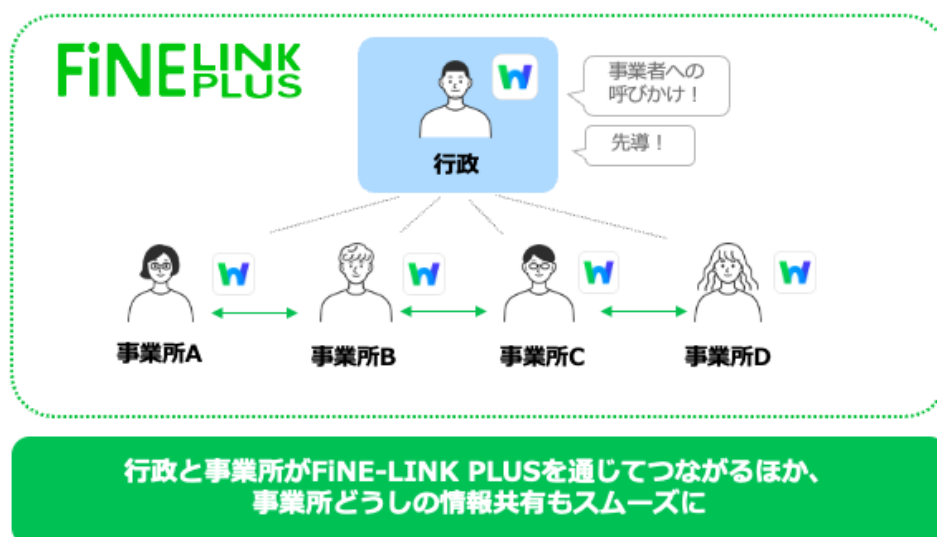 FiNE LINK PLUS
行政
事業者への
呼びかけ！
先導！
事業所A
事業所B
事業所C
事業所D
行政と事業所がFiNE-LINK PLUSを通じてつながるほか、
事業所どうしの情報共有もスムーズに